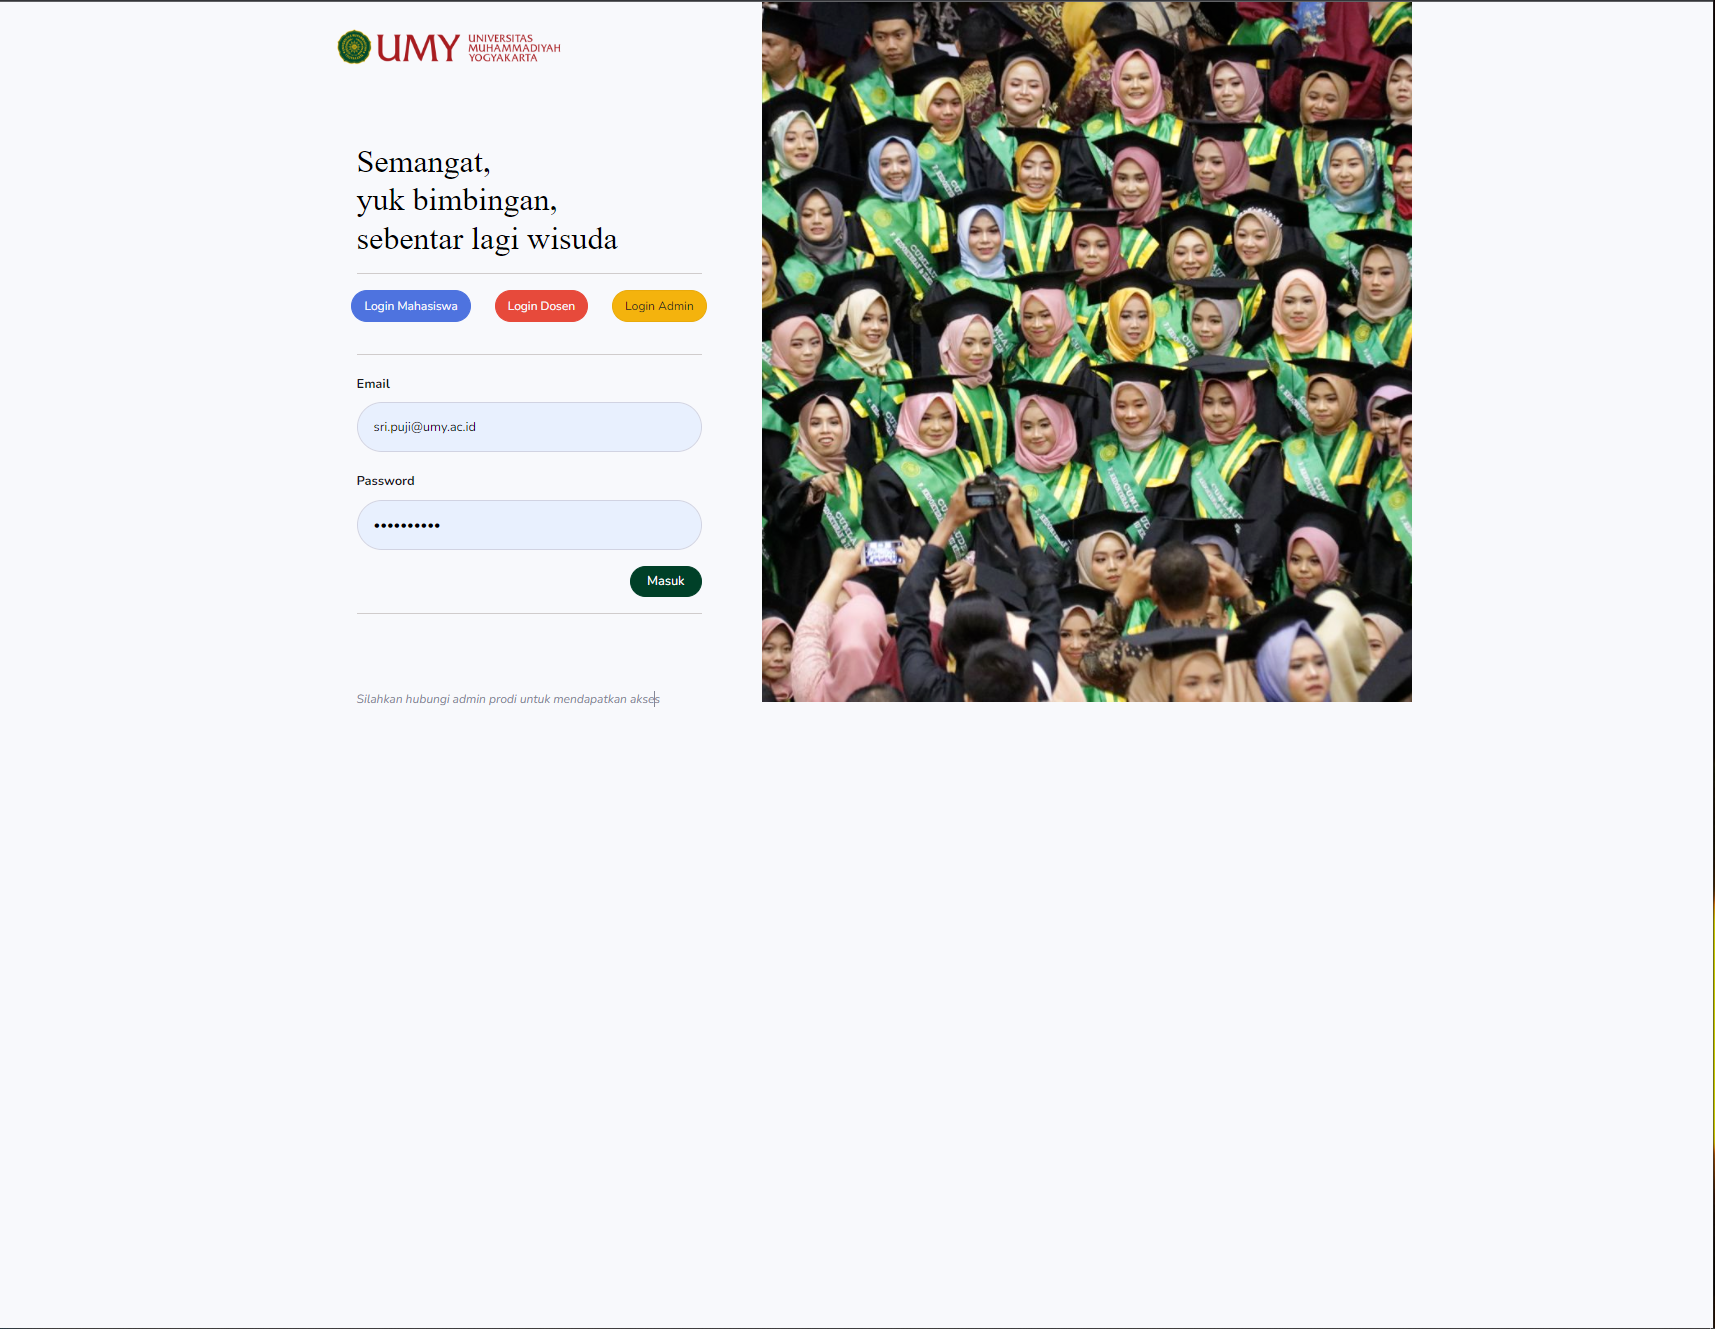 UMY UNIVERSITAS
MUHAMMADIYAH
YOGYAKARTA
Semangat,
yuk bimbingan,
sebentar lagi wisuda
Login Mahasiswa
Login Dosen
Login Admin
Email
sri.puji@umy.ac.id
Password
••••••••••
Masuk
Silahkan hubungi admin prodi untuk mendapatkan akses